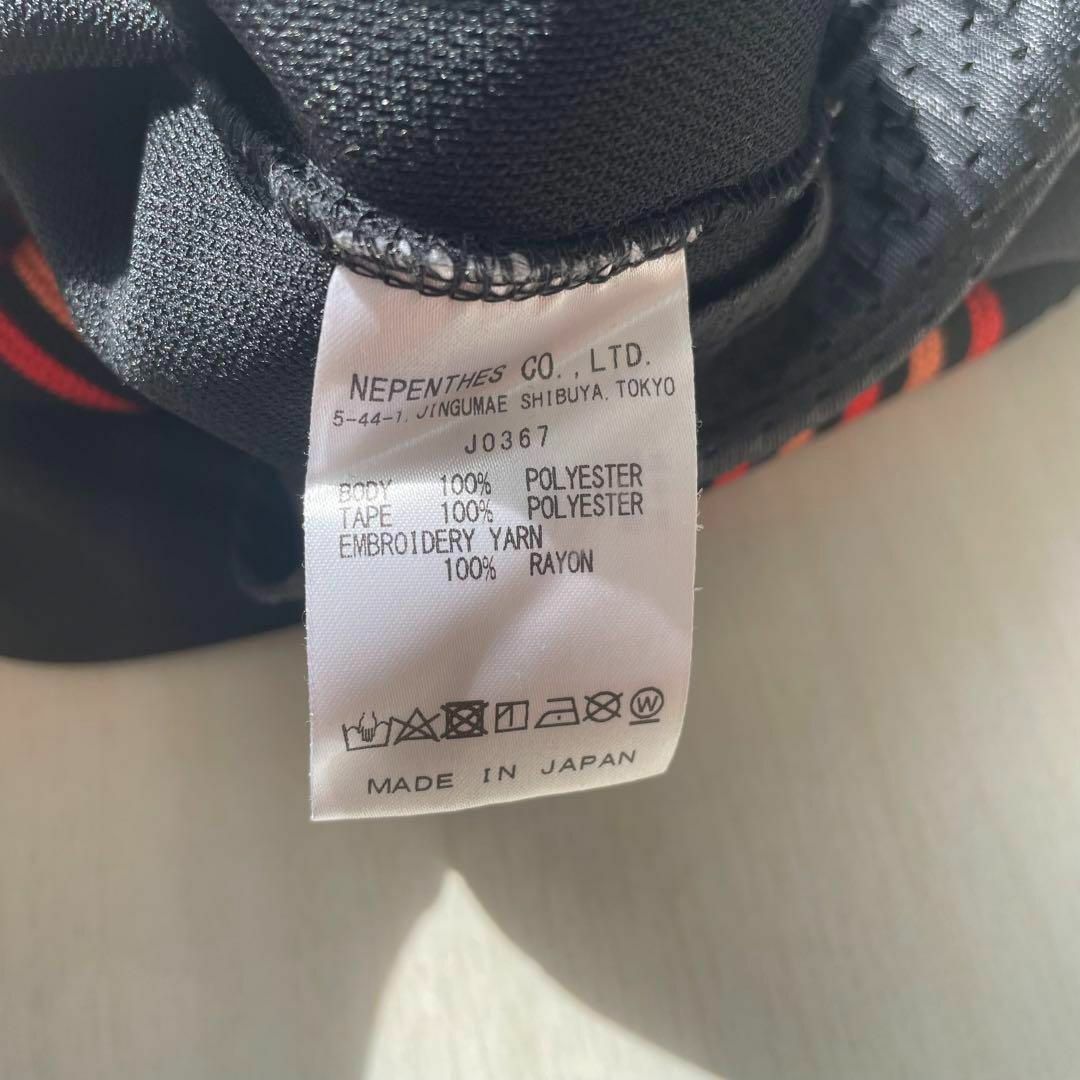 NEPENTHES CO.,LTD.
5-44-1, JINGUMAE SHIBUYA, TOKYO
J0367
BODY 100% POLYESTER
TAPE 100% POLYESTER
EMBROIDERY YARN
100% RAYON
W
MADE IN JAPAN